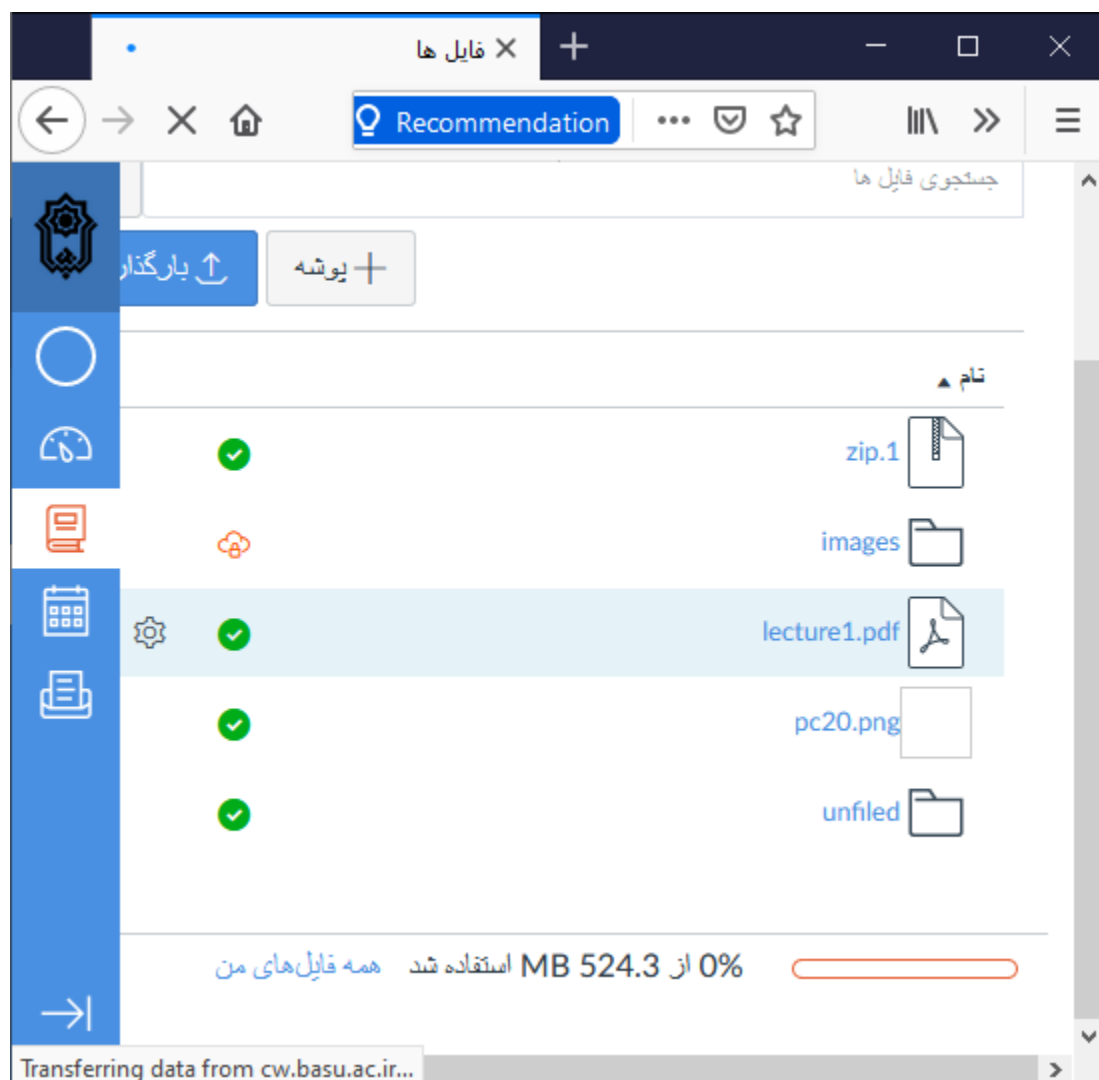 فایل ها
Recommendation
جستجوی فایل ها
پوشه
بارگذار
نام
zip.1
images
lecture1.pdf
pc20.png
unfiled
0% از 524.3 MB استفاده شد همه فایل‌های من
Transferring data from cw.basu.ac.ir...